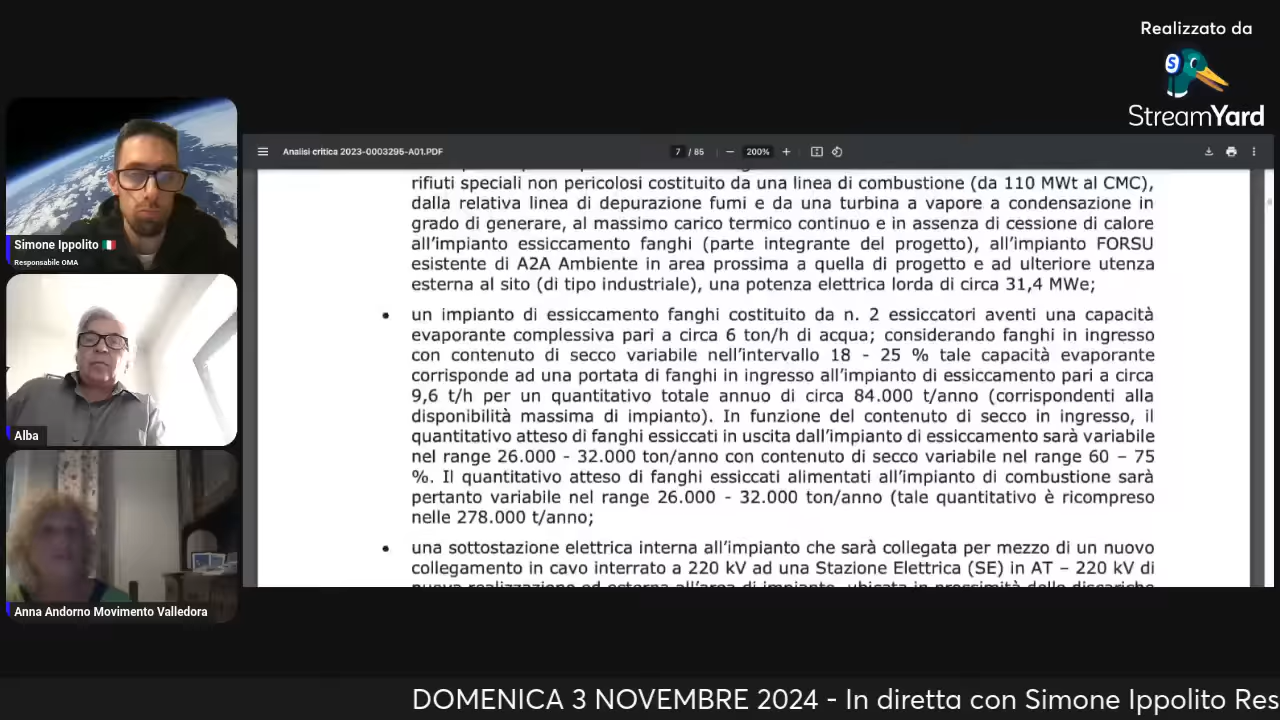 Realizzato da
S
StreamYard
Analisi critica 2023-0003295-A01.PDF
7 / 85
200%
rifiuti speciali non pericolosi costituito da una linea di combustione (da 110 MWt al CMC),
dalla relativa linea di depurazione fumi e da una turbina a vapore a condensazione in
grado di generare, al massimo carico termico continuo e in assenza di cessione di calore
all’impianto essiccamento fanghi (parte integrante del progetto), all’impianto FORSU
esistente di A2A Ambiente in area prossima a quella di progetto e ad ulteriore utenza
esterna al sito (di tipo industriale), una potenza elettrica lorda di circa 31,4 MWe;
• un impianto di essiccamento fanghi costituito da n. 2 essiccatori aventi una capacità
evaporante complessiva pari a circa 6 ton/h di acqua; considerando fanghi in ingresso
con contenuto di secco variabile nell’intervallo 18 - 25 % tale capacità evaporante
corrisponde ad una portata di fanghi in ingresso all’impianto di essiccamento pari a circa
9,6 t/h per un quantitativo totale annuo di circa 84.000 t/anno (corrispondenti alla
disponibilità massima di impianto). In funzione del contenuto di secco in ingresso, il
quantitativo atteso di fanghi essiccati in uscita dall’impianto di essiccamento sarà variabile
nel range 26.000 - 32.000 ton/anno con contenuto di secco variabile nel range 60 – 75
%. Il quantitativo atteso di fanghi essiccati alimentati all’impianto di combustione sarà
pertanto variabile nel range 26.000 - 32.000 ton/anno (tale quantitativo è ricompreso
nelle 278.000 t/anno;
• una sottostazione elettrica interna all’impianto che sarà collegata per mezzo di un nuovo
collegamento in cavo interrato a 220 kV ad una Stazione Elettrica (SE) in AT – 220 kV di
Simone Ippolito
Responsabile OMA
Alba
Anna Andorno Movimento Valledora
DOMENICA 3 NOVEMBRE 2024 - In diretta con Simone Ippolito Res